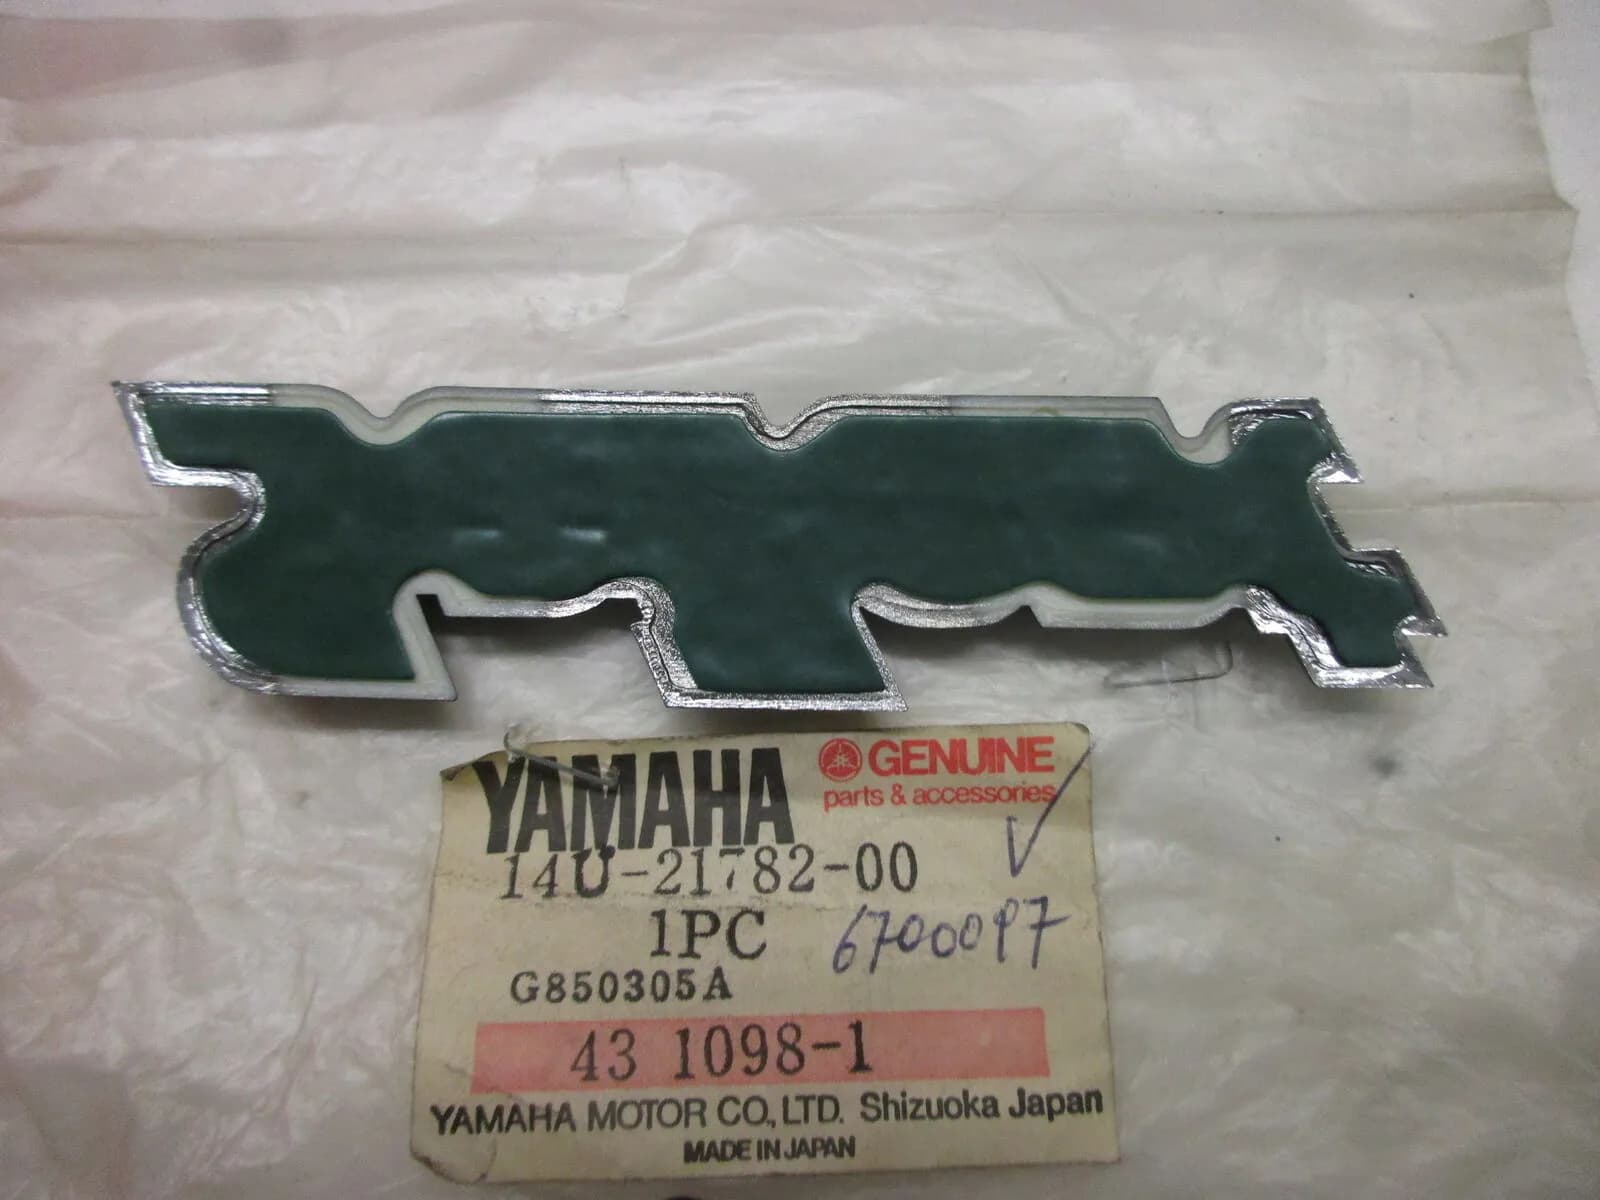 YAMAHA GENUINE
parts & accessories
14U-21782-00
1PC 6700097
G850305A
43 1098-1
YAMAHA MOTOR CO.,LTD. Shizuoka Japan
MADE IN JAPAN